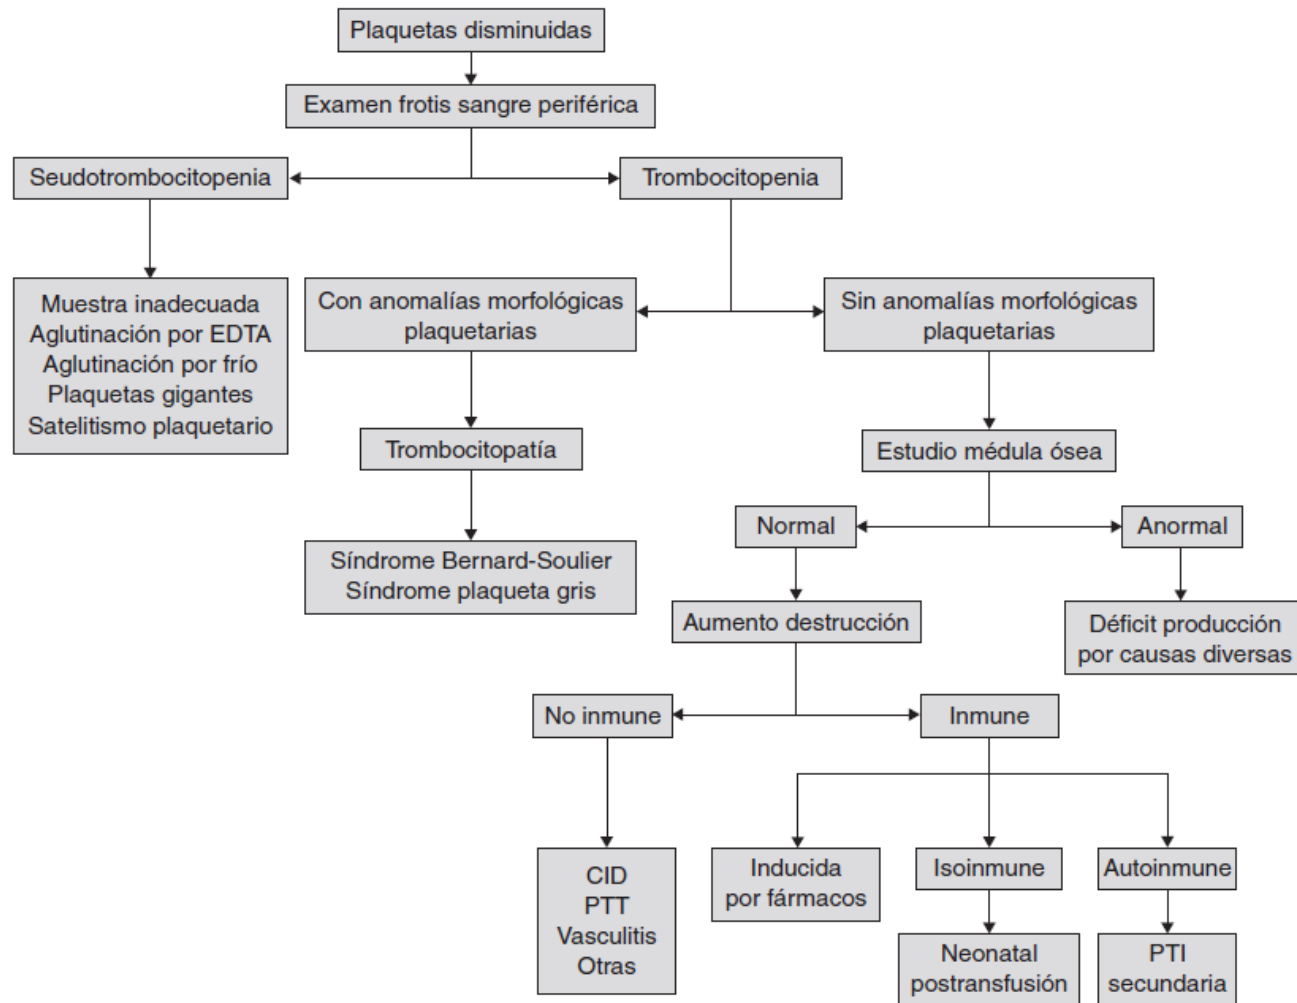 Plaquetas disminuidas
Examen frotis sangre periférica
Seudotrombocitopenia
Trombocitopenia
Muestra inadecuada
Aglutinación por EDTA
Aglutinación por frío
Plaquetas gigantes
Satelitismo plaquetario
Con anomalías morfológicas
plaquetarias
Sin anomalías morfológicas
plaquetarias
Trombocitopatía
Estudio médula ósea
Síndrome Bernard-Soulier
Síndrome plaqueta gris
Normal
Anormal
Aumento destrucción
Déficit producción
por causas diversas
No inmune
Inmune
CID
PTT
Vasculitis
Otras
Inducida
por fármacos
Isoinmune
Autoinmune
Neonatal
postransfusión
PTI
secundaria